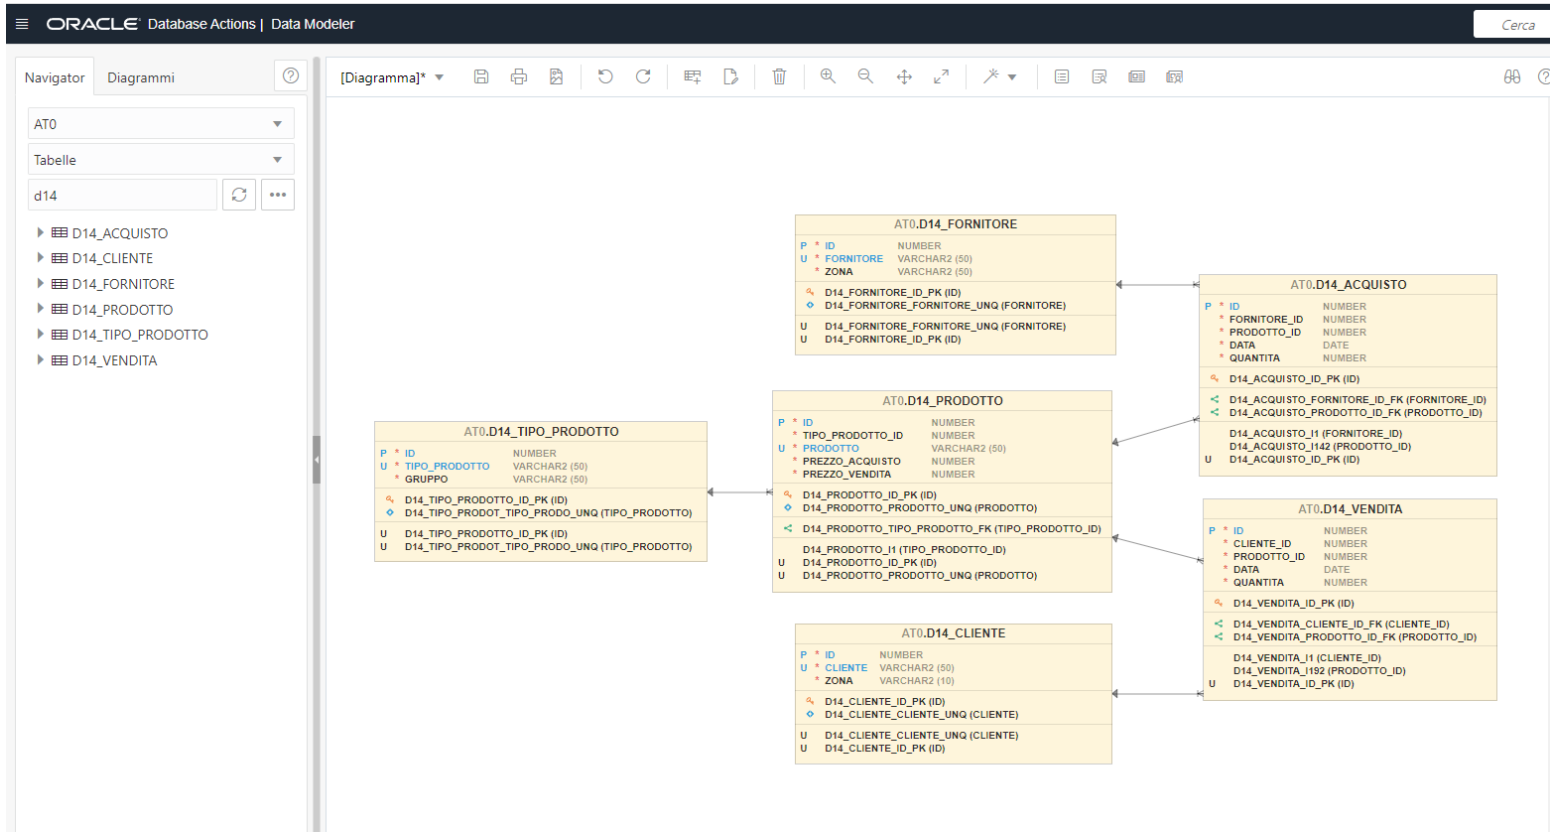 ORACLE Database Actions | Data Modeler
Cerca
Navigator
Diagrammi
AT0
Tabelle
d14
D14_ACQUISTO
D14_CLIENTE
D14_FORNITORE
D14_PRODOTTO
D14_TIPO_PRODOTTO
D14_VENDITA
[Diagramma]*
AT0.D14_FORNITORE
P * ID NUMBER
U * FORNITORE VARCHAR2 (50)
* ZONA VARCHAR2 (50)
D14_FORNITORE_ID_PK (ID)
D14_FORNITORE_FORNITORE_UNQ (FORNITORE)
U D14_FORNITORE_FORNITORE_UNQ (FORNITORE)
U D14_FORNITORE_ID_PK (ID)
AT0.D14_ACQUISTO
P * ID NUMBER
* FORNITORE_ID NUMBER
* PRODOTTO_ID NUMBER
* DATA DATE
* QUANTITA NUMBER
D14_ACQUISTO_ID_PK (ID)
D14_ACQUISTO_FORNITORE_ID_FK (FORNITORE_ID)
D14_ACQUISTO_PRODOTTO_ID_FK (PRODOTTO_ID)
D14_ACQUISTO_I1 (FORNITORE_ID)
D14_ACQUISTO_I142 (PRODOTTO_ID)
U D14_ACQUISTO_ID_PK (ID)
AT0.D14_TIPO_PRODOTTO
P * ID NUMBER
U * TIPO_PRODOTTO VARCHAR2 (50)
* GRUPPO VARCHAR2 (50)
D14_TIPO_PRODOTTO_ID_PK (ID)
D14_TIPO_PRODOT_TIPO_PRODO_UNQ (TIPO_PRODOTTO)
U D14_TIPO_PRODOTTO_ID_PK (ID)
U D14_TIPO_PRODOT_TIPO_PRODO_UNQ (TIPO_PRODOTTO)
AT0.D14_PRODOTTO
P * ID NUMBER
* TIPO_PRODOTTO_ID NUMBER
U * PRODOTTO VARCHAR2 (50)
* PREZZO_ACQUISTO NUMBER
* PREZZO_VENDITA NUMBER
D14_PRODOTTO_ID_PK (ID)
D14_PRODOTTO_PRODOTTO_UNQ (PRODOTTO)
D14_PRODOTTO_TIPO_PRODOTTO_FK (TIPO_PRODOTTO_ID)
D14_PRODOTTO_I1 (TIPO_PRODOTTO_ID)
U D14_PRODOTTO_ID_PK (ID)
U D14_PRODOTTO_PRODOTTO_UNQ (PRODOTTO)
AT0.D14_VENDITA
P * ID NUMBER
* CLIENTE_ID NUMBER
* PRODOTTO_ID NUMBER
* DATA DATE
* QUANTITA NUMBER
D14_VENDITA_ID_PK (ID)
D14_VENDITA_CLIENTE_ID_FK (CLIENTE_ID)
D14_VENDITA_PRODOTTO_ID_FK (PRODOTTO_ID)
D14_VENDITA_I1 (CLIENTE_ID)
D14_VENDITA_I192 (PRODOTTO_ID)
U D14_VENDITA_ID_PK (ID)
AT0.D14_CLIENTE
P * ID NUMBER
U * CLIENTE VARCHAR2 (50)
* ZONA VARCHAR2 (10)
D14_CLIENTE_ID_PK (ID)
D14_CLIENTE_CLIENTE_UNQ (CLIENTE)
U D14_CLIENTE_CLIENTE_UNQ (CLIENTE)
U D14_CLIENTE_ID_PK (ID)